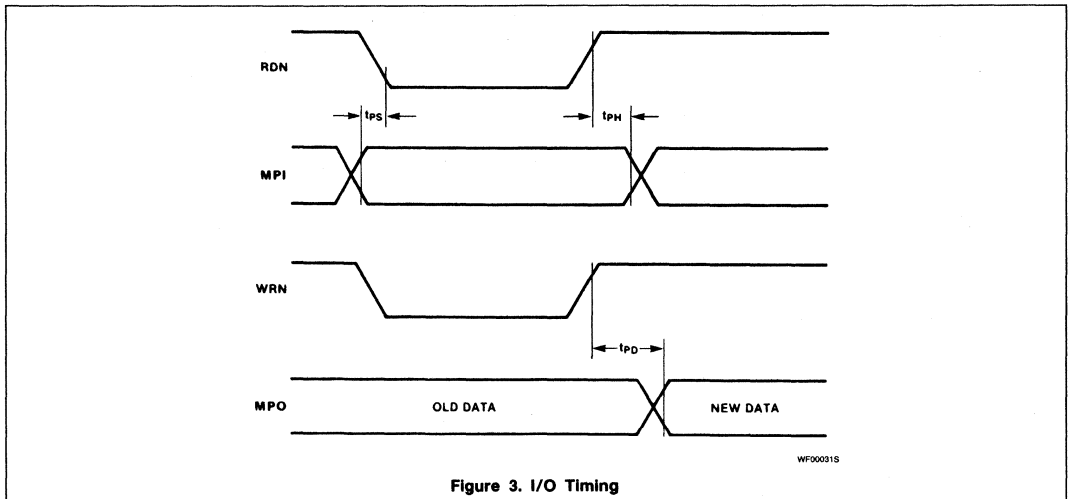 RDN
tPS
tPH
MPI
WRN
tPD
MPO
OLD DATA
NEW DATA
WF00031S
Figure 3. I/O Timing